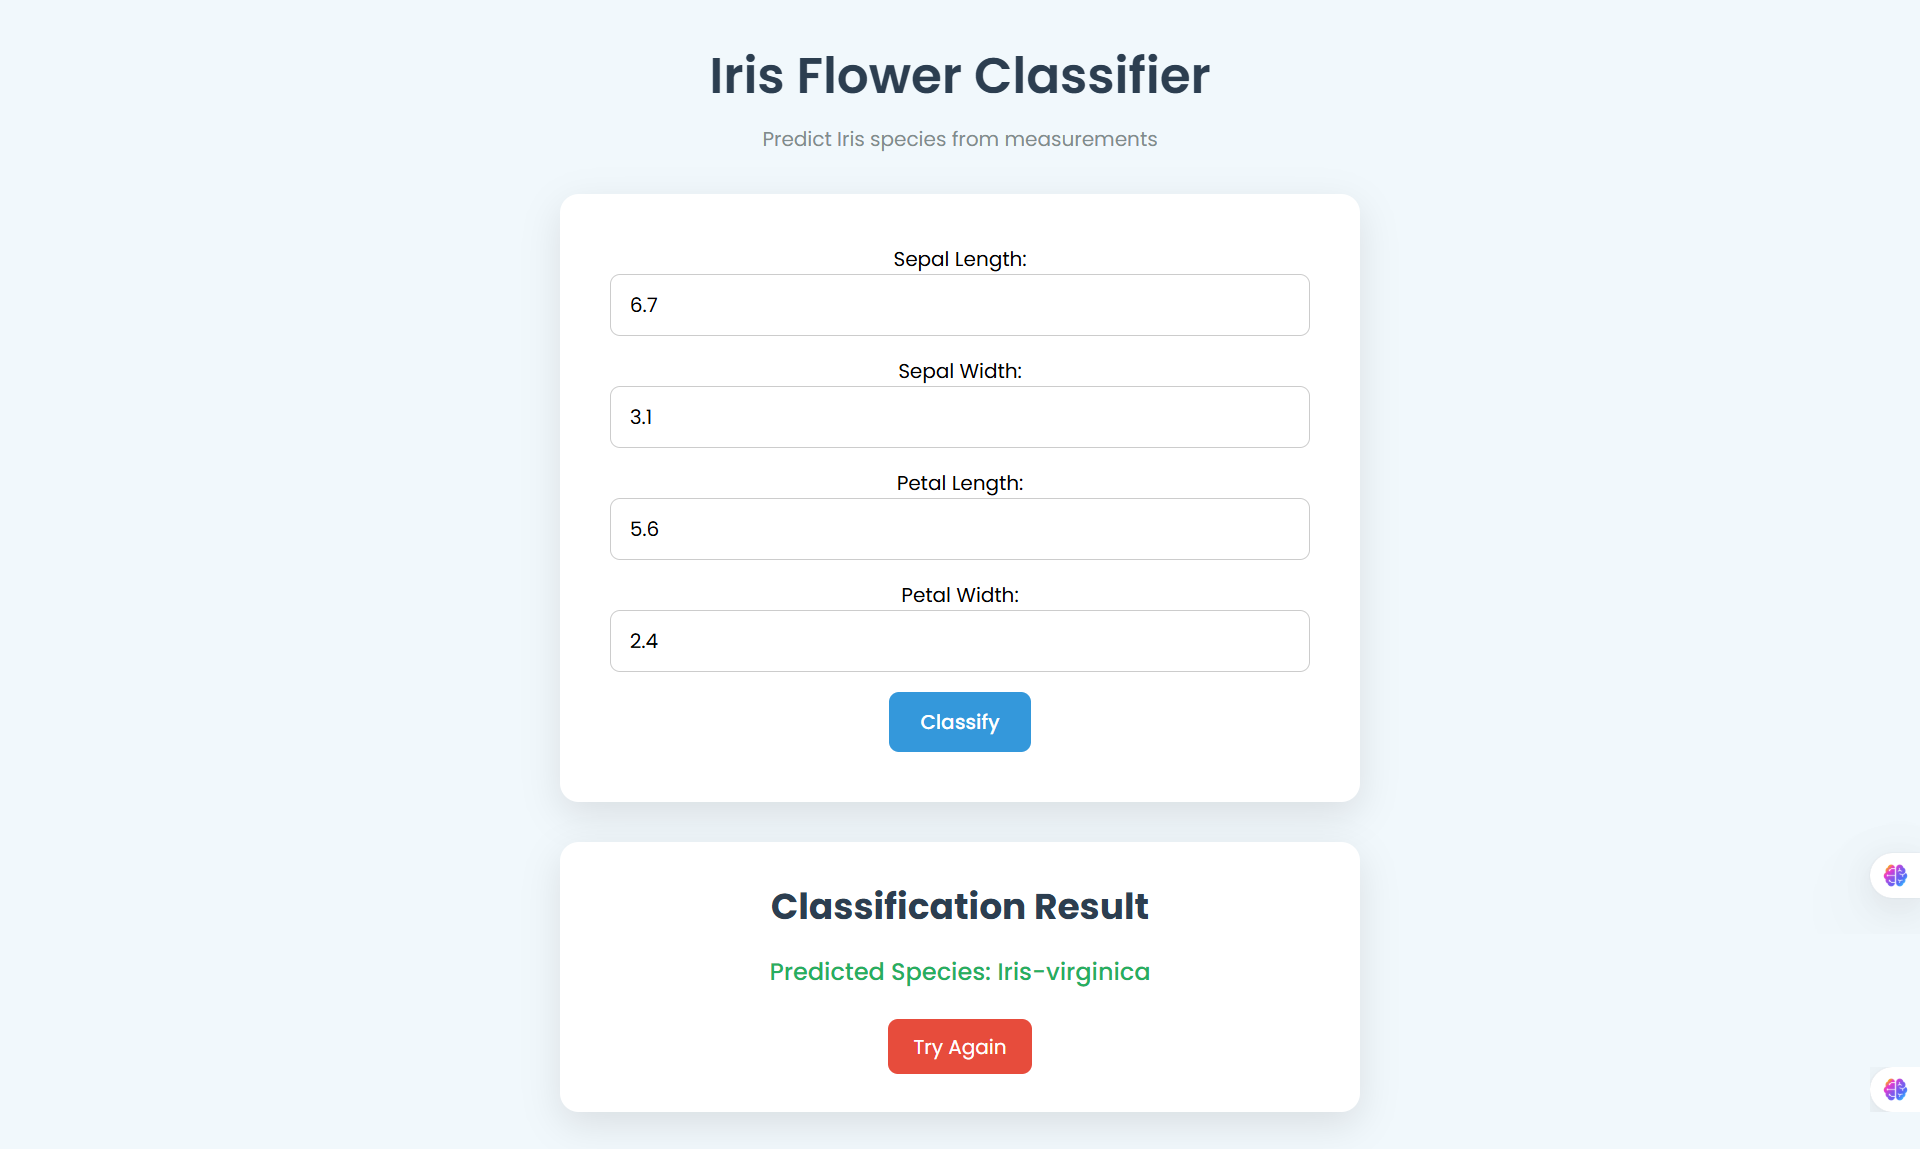 Iris Flower Classifier
Predict Iris species from measurements
Sepal Length:
6.7
Sepal Width:
3.1
Petal Length:
5.6
Petal Width:
2.4
Classify
Classification Result
Predicted Species: Iris-virginica
Try Again